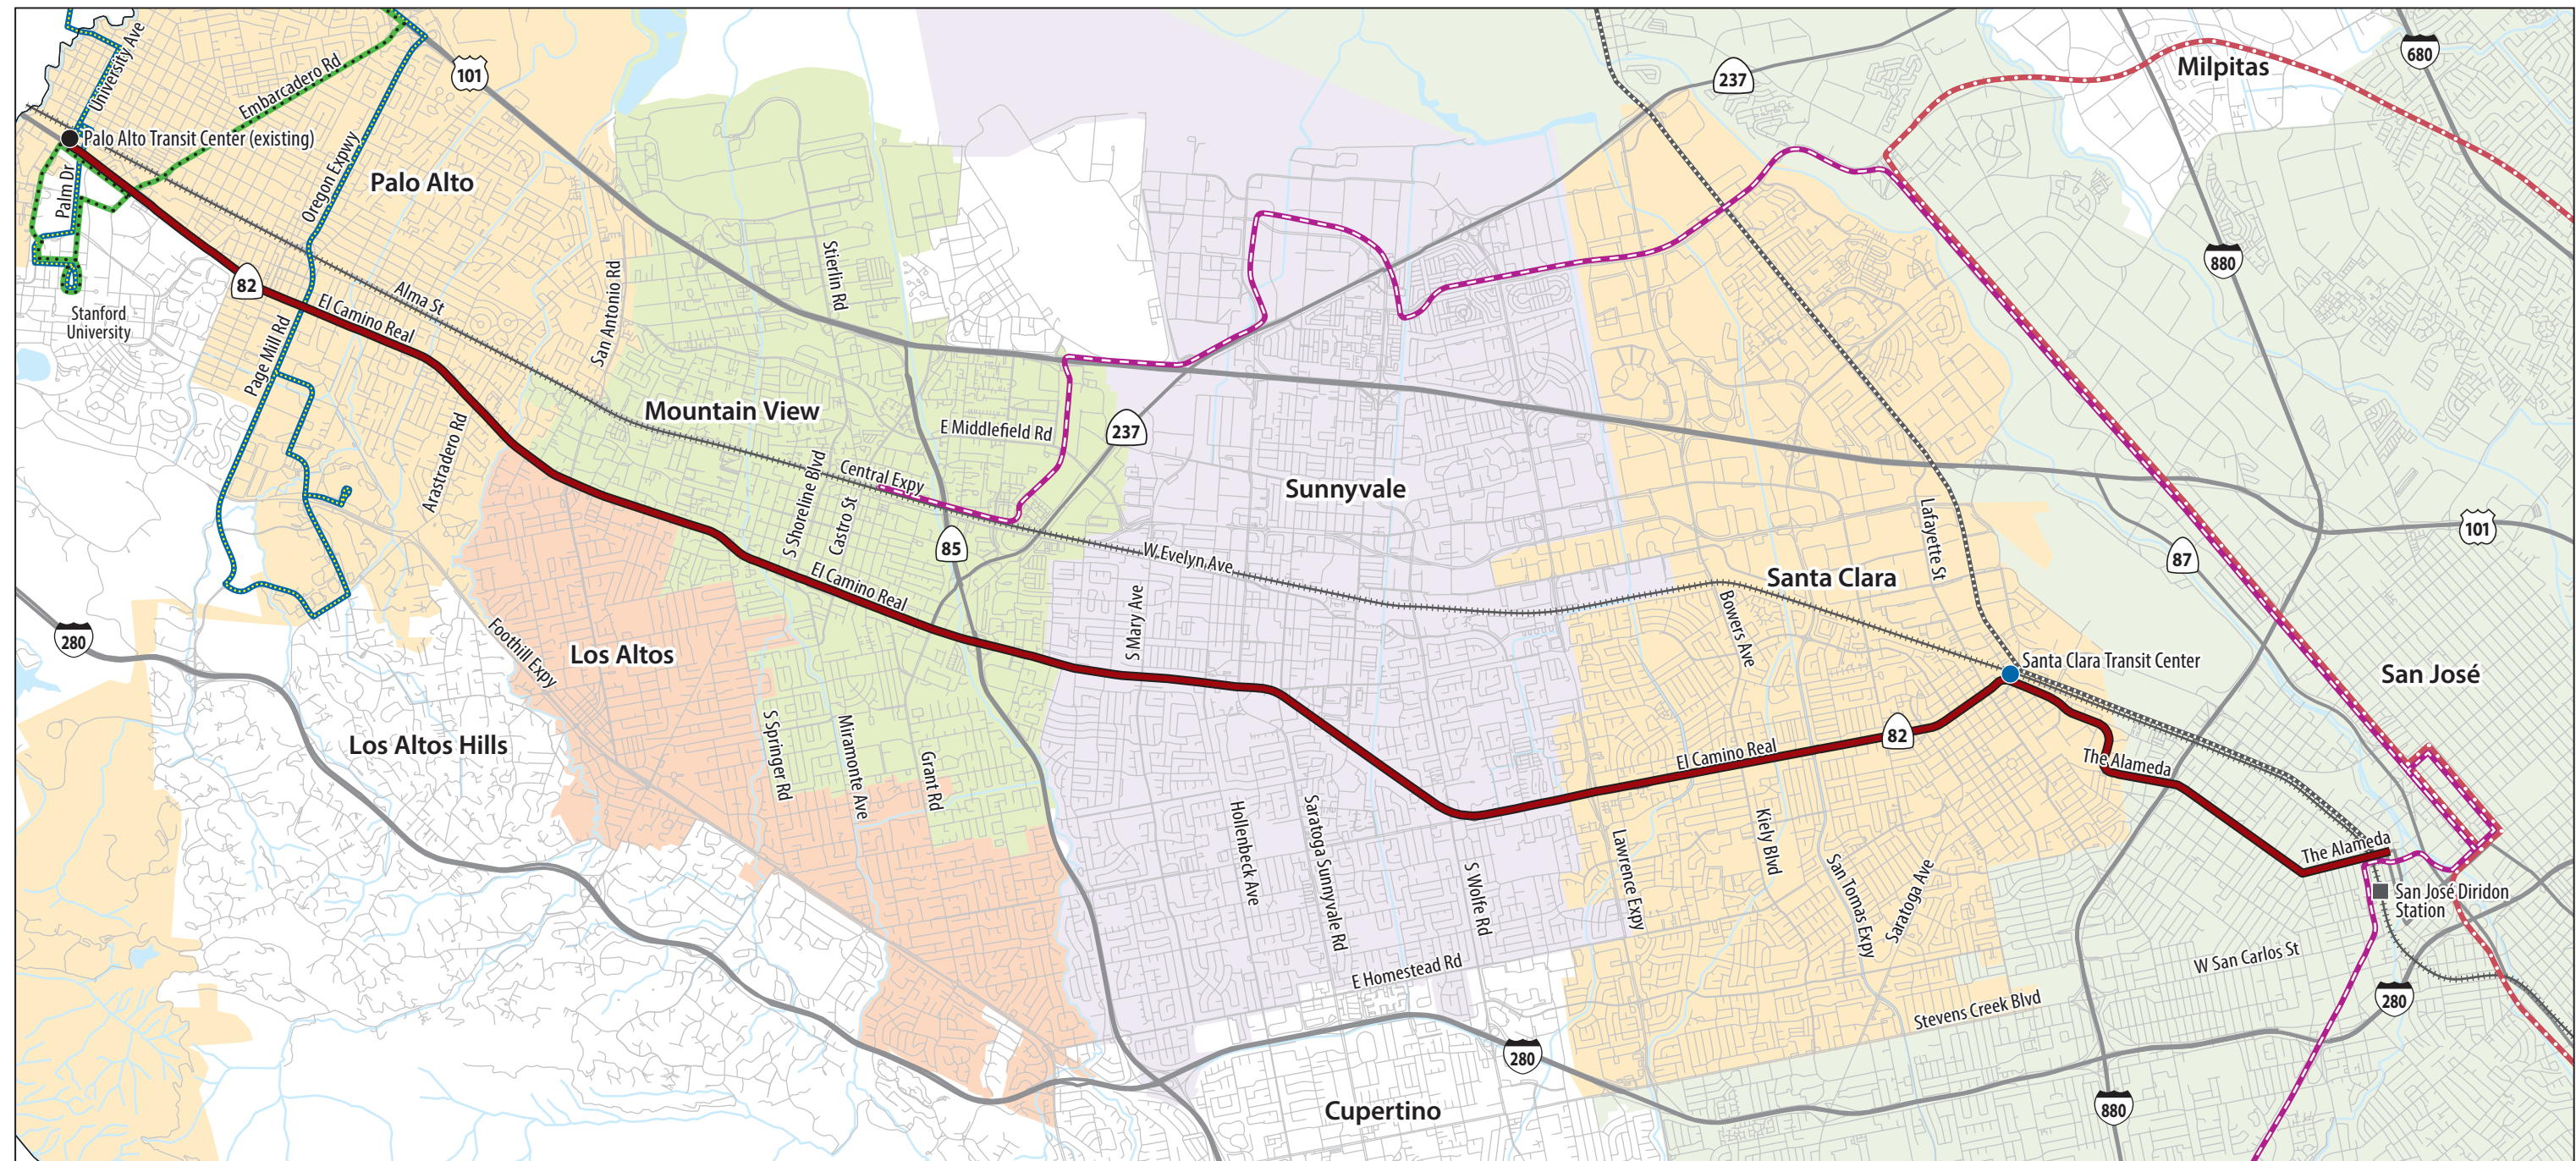 University Ave
Embarcadero Rd
101
237
Milpitas
680
Palo Alto Transit Center (existing)
Palm Dr
Oregon Expwy
Palo Alto
Stanford
University
82
El Camino Real
Alma St
San Antonio Rd
Stierlin Rd
880
Page Mill Rd
Arastradero Rd
Mountain View
E Middlefield Rd
237
Central Expy
S Shoreline Blvd
Castro St
85
Sunnyvale
W Evelyn Ave
Lafayette St
101
87
Santa Clara
Bowers Ave
El Camino Real
S Mary Ave
280
Foothill Expy
Los Altos
Santa Clara Transit Center
San José
Los Altos Hills
S Springer Rd
Miramonte Ave
Grant Rd
El Camino Real
82
The Alameda
Hollenbeck Ave
Saratoga Sunnyvale Rd
S Wolfe Rd
Lawrence Expy
Kiely Blvd
San Tomas Expy
Saratoga Ave
The Alameda
San José Diridon
Station
E Homestead Rd
W San Carlos St
280
Stevens Creek Blvd
280
Cupertino
880